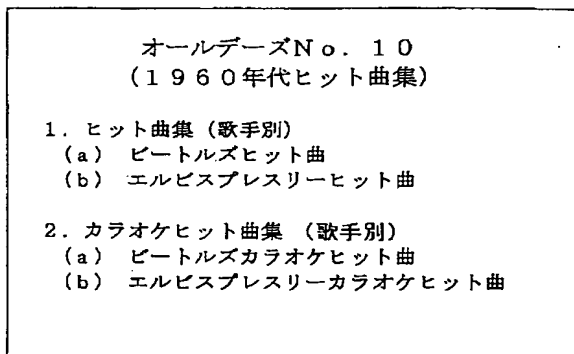 オールデーズNo．10
（1960年代ヒット曲集）
1．ヒット曲集（歌手別）
（a） ビートルズヒット曲
（b） エルビスプレスリーヒット曲
2．カラオケヒット曲集 （歌手別）
（a） ビートルズカラオケヒット曲
（b） エルビスプレスリーカラオケヒット曲